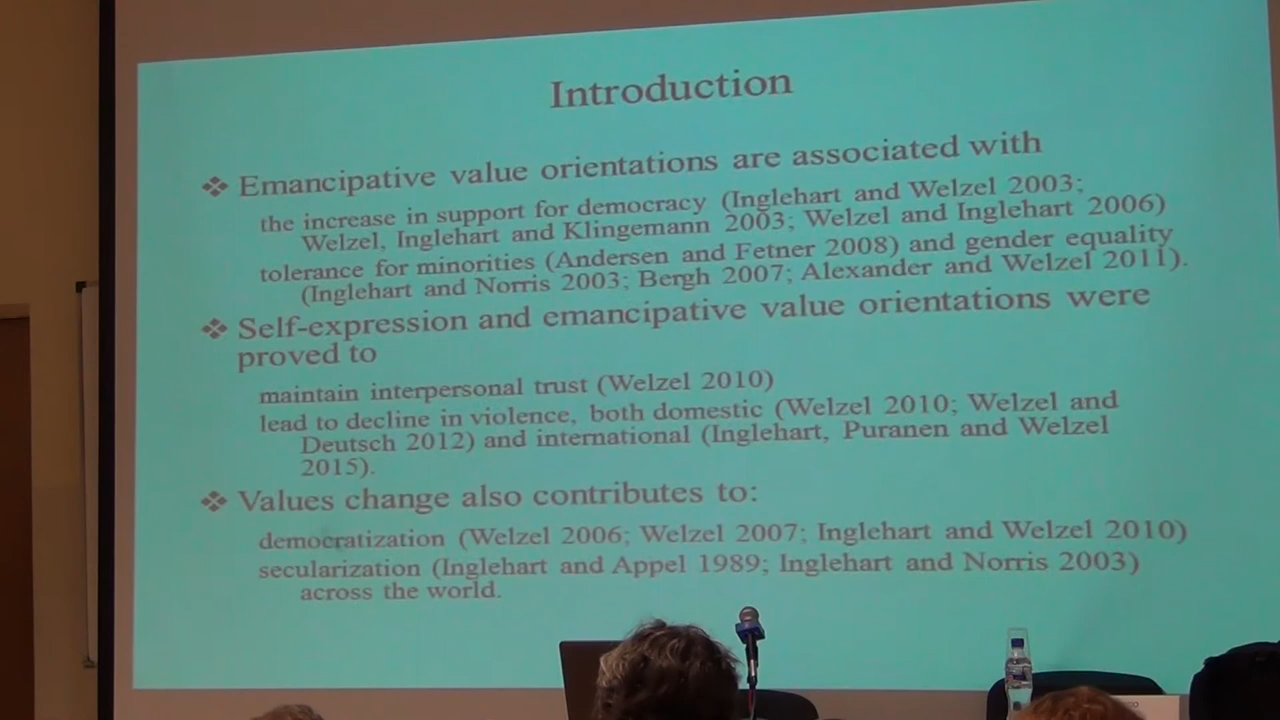 Introduction
❖ Emancipative value orientations are associated with
the increase in support for democracy (Inglehart and Welzel 2003;
Welzel, Inglehart and Klingemann 2003; Welzel and Inglehart 2006)
tolerance for minorities (Andersen and Fetner 2008) and gender equality
(Inglehart and Norris 2003; Bergh 2007; Alexander and Welzel 2011).
❖ Self-expression and emancipative value orientations were
proved to
maintain interpersonal trust (Welzel 2010)
lead to decline in violence, both domestic (Welzel 2010; Welzel and
Deutsch 2012) and international (Inglehart, Puranen and Welzel
2015).
❖ Values change also contributes to:
democratization (Welzel 2006; Welzel 2007; Inglehart and Welzel 2010)
secularization (Inglehart and Appel 1989; Inglehart and Norris 2003)
across the world.